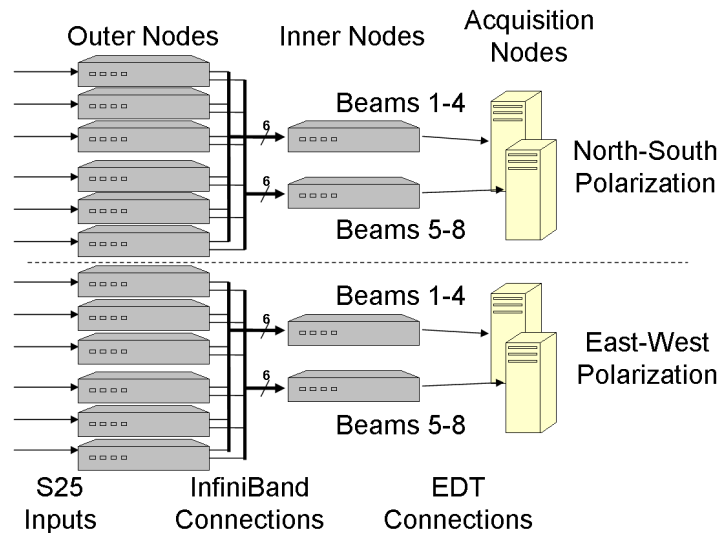 Outer Nodes
Inner Nodes
Acquisition
Nodes
Beams 1-4
6
6
Beams 5-8
North-South
Polarization
Beams 1-4
6
6
Beams 5-8
East-West
Polarization
S25
Inputs
InfiniBand
Connections
EDT
Connections